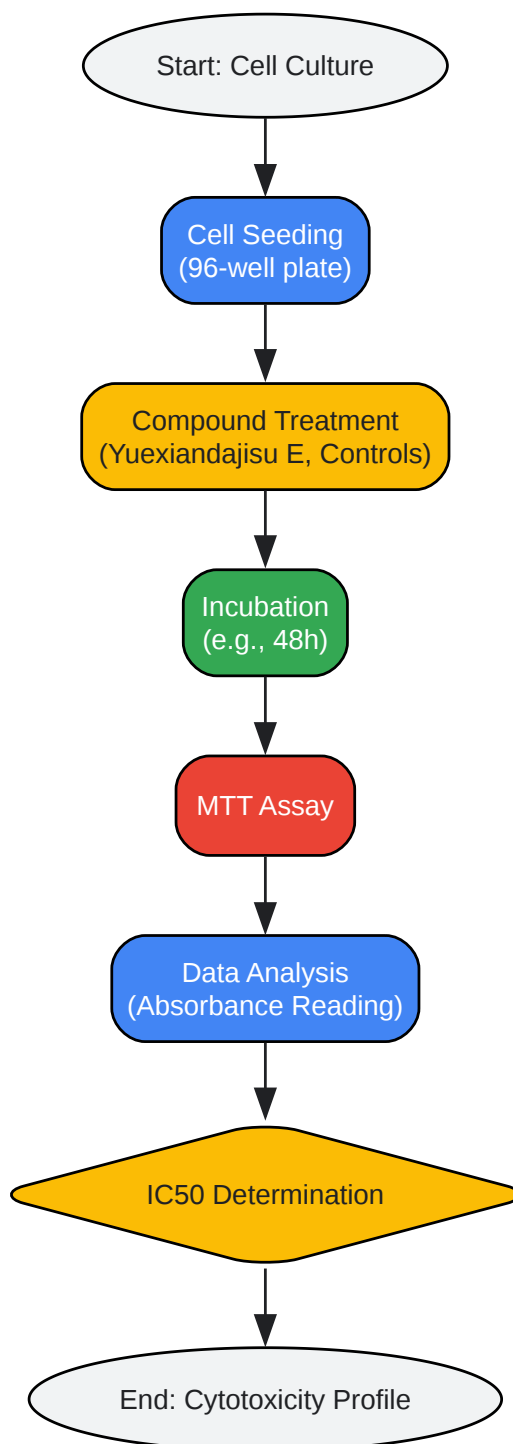 Start: Cell Culture
Cell Seeding
(96-well plate)
Compound Treatment
(Yuexiandajisu E, Controls)
Incubation
(e.g., 48h)
MTT Assay
Data Analysis
(Absorbance Reading)
IC50 Determination
End: Cytotoxicity Profile